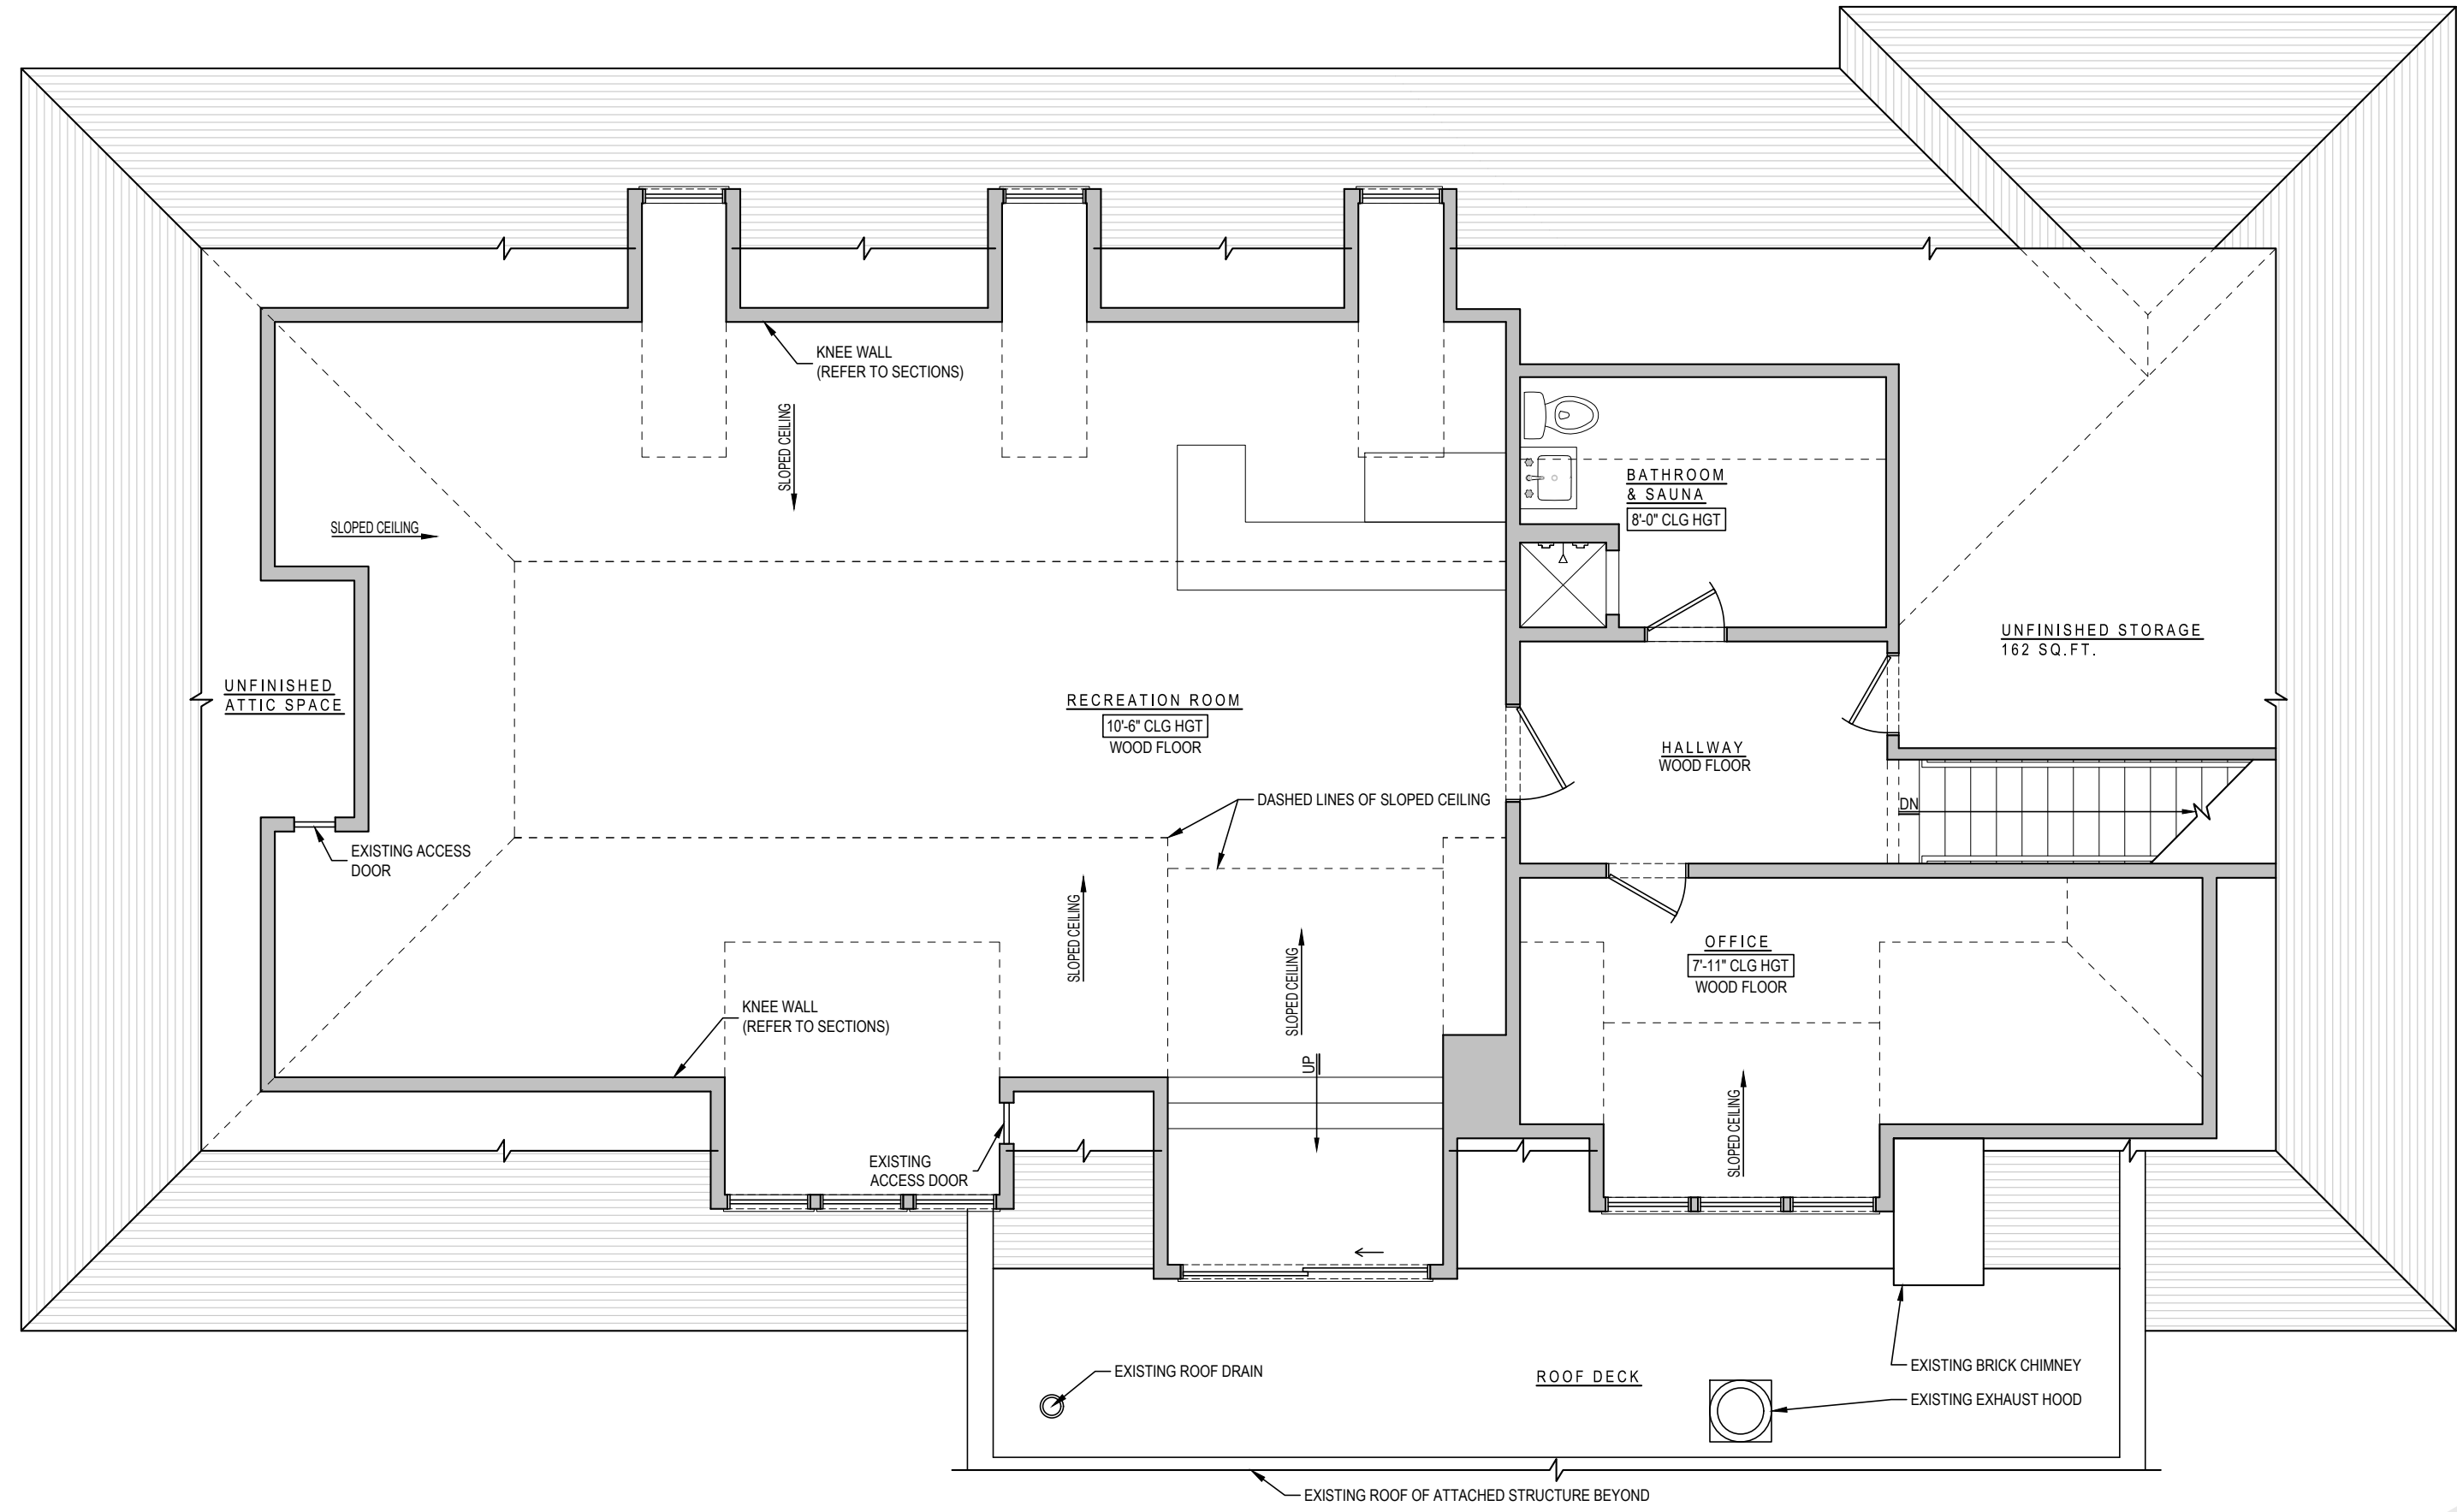 KNEE WALL
(REFER TO SECTIONS)
SLOPED CEILING
SLOPED CEILING
BATHROOM
& SAUNA
8'-0" CLG HGT
UNFINISHED STORAGE
162 SQ.FT.
UNFINISHED
ATTIC SPACE
RECREATION ROOM
10'-6" CLG HGT
WOOD FLOOR
HALLWAY
WOOD FLOOR
DN
DASHED LINES OF SLOPED CEILING
EXISTING ACCESS
DOOR
SLOPED CEILING
SLOPED CEILING
OFFICE
7'-11" CLG HGT
WOOD FLOOR
KNEE WALL
(REFER TO SECTIONS)
UP
SLOPED CEILING
EXISTING
ACCESS DOOR
EXISTING ROOF DRAIN
ROOF DECK
EXISTING BRICK CHIMNEY
EXISTING EXHAUST HOOD
EXISTING ROOF OF ATTACHED STRUCTURE BEYOND